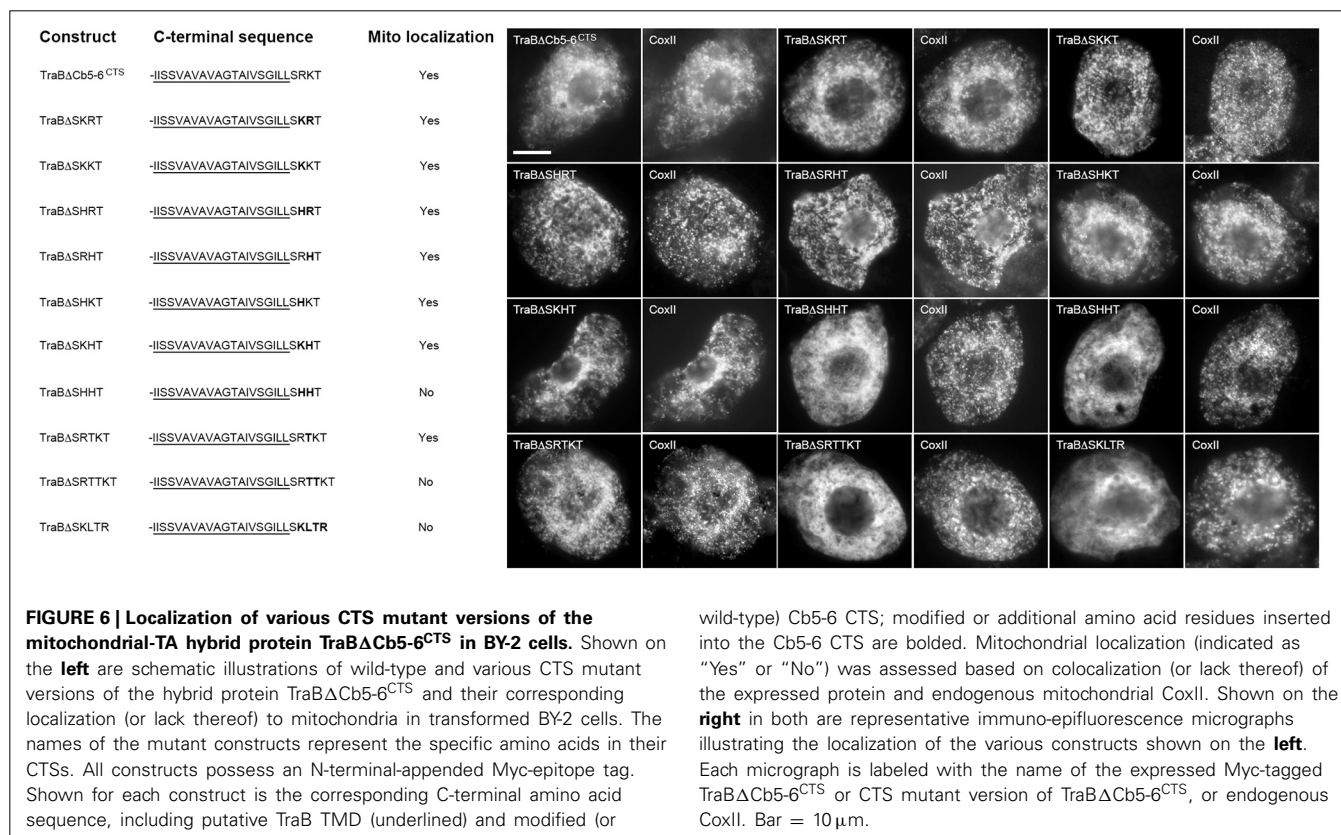 Construct C-terminal sequence Mito localization
TraBΔCb5-6CTS -IISSVAVAVAGTAIVSGILLSRKT Yes
TraBΔSKRT -IISSVAVAVAGTAIVSGILLSKRT Yes
TraBΔSKKT -IISSVAVAVAGTAIVSGILLSKKT Yes
TraBΔSHRT -IISSVAVAVAGTAIVSGILLSHRT Yes
TraBΔSRHT -IISSVAVAVAGTAIVSGILLSRHT Yes
TraBΔSHKT -IISSVAVAVAGTAIVSGILLSHKT Yes
TraBΔSKHT -IISSVAVAVAGTAIVSGILLSKHT Yes
TraBΔSHHT -IISSVAVAVAGTAIVSGILLSHHT No
TraBΔSRTKT -IISSVAVAVAGTAIVSGILLSRTKT Yes
TraBΔSRTTKT -IISSVAVAVAGTAIVSGILLSRTTKT No
TraBΔSKLTR -IISSVAVAVAGTAIVSGILLSKLTR No
TraBΔCb5-6CTS CoxII TraBΔSKRT CoxII TraBΔSKKT CoxII
TraBΔSHRT CoxII TraBΔSRHT CoxII TraBΔSHKT CoxII
TraBΔSKHT CoxII TraBΔSHHT CoxII TraBΔSHHT CoxII
TraBΔSRTKT CoxII TraBΔSRTTKT CoxII TraBΔSKLTR CoxII
FIGURE 6 | Localization of various CTS mutant versions of the
mitochondrial-TA hybrid protein TraBΔCb5-6CTS in BY-2 cells. Shown on
the left are schematic illustrations of wild-type and various CTS mutant
versions of the hybrid protein TraBΔCb5-6CTS and their corresponding
localization (or lack thereof) to mitochondria in transformed BY-2 cells. The
names of the mutant constructs represent the specific amino acids in their
CTSs. All constructs possess an N-terminal-appended Myc-epitope tag.
Shown for each construct is the corresponding C-terminal amino acid
sequence, including putative TraB TMD (underlined) and modified (or
wild-type) Cb5-6 CTS; modified or additional amino acid residues inserted
into the Cb5-6 CTS are bolded. Mitochondrial localization (indicated as
"Yes" or "No") was assessed based on colocalization (or lack thereof) of
the expressed protein and endogenous mitochondrial CoxII. Shown on the
right in both are representative immuno-epifluorescence micrographs
illustrating the localization of the various constructs shown on the left.
Each micrograph is labeled with the name of the expressed Myc-tagged
TraBΔCb5-6CTS or CTS mutant version of TraBΔCb5-6CTS, or endogenous
CoxII. Bar = 10 μm.